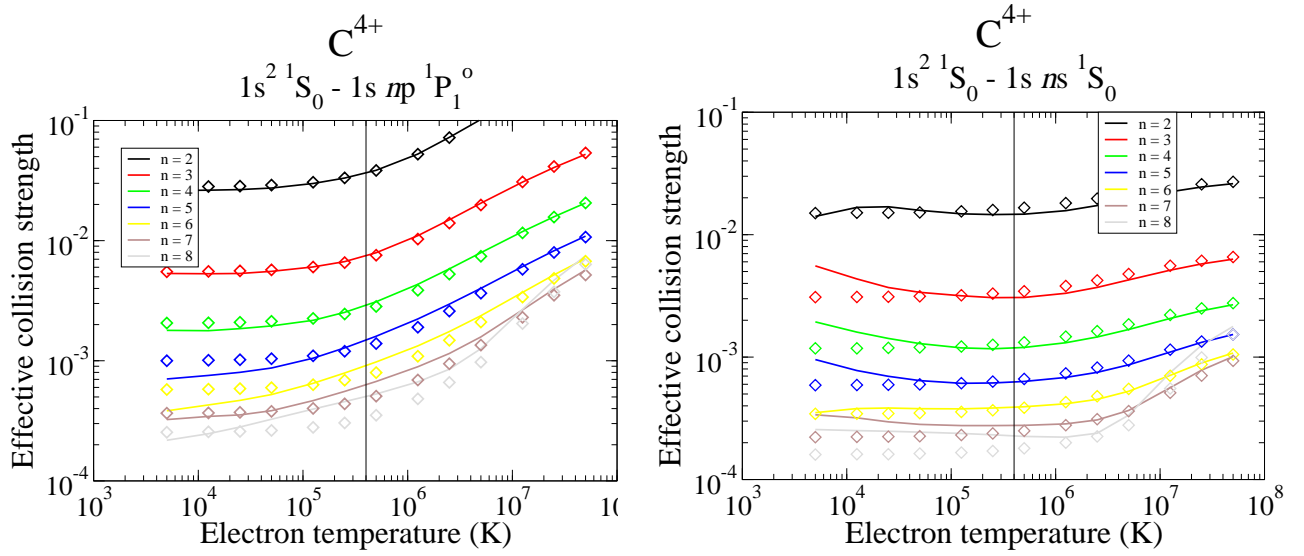 C⁴⁺
1s² ¹S₀ - 1s np ¹P₁ᵒ
Effective collision strength
10⁻¹
10⁻²
10⁻³
10⁻⁴
n = 2
n = 3
n = 4
n = 5
n = 6
n = 7
n = 8
10³ 10⁴ 10⁵ 10⁶ 10⁷ 10
Electron temperature (K)
C⁴⁺
1s² ¹S₀ - 1s ns ¹S₀
Effective collision strength
10⁻¹
10⁻²
10⁻³
10⁻⁴
n = 2
n = 3
n = 4
n = 5
n = 6
n = 7
n = 8
10³ 10⁴ 10⁵ 10⁶ 10⁷ 10⁸
Electron temperature (K)